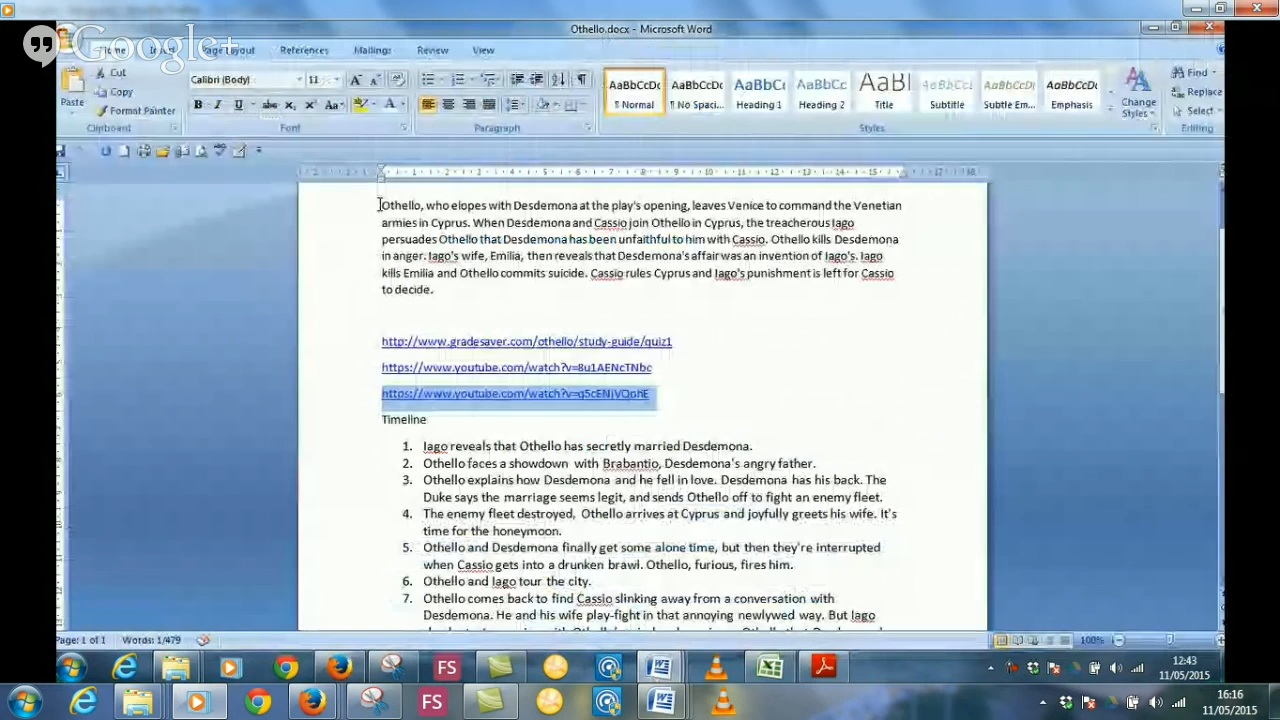 Google+
Othello.docx - Microsoft Word
Home Insert Page Layout References Mailings Review View
Cut
Copy
Format Painter
Paste
Clipboard
Calibri (Body) 11
Font
Paragraph
AaBbCcDc AaBbCcDc AaBbC AaBbCc AaBl AaBbCcl AaBbCcDc AaBbCcDc
¶ Normal ¶ No Spaci... Heading 1 Heading 2 Title Subtitle Subtle Em... Emphasis
Change Styles
Styles
Find
Replace
Select
Editing
Othello, who elopes with Desdemona at the play's opening, leaves Venice to command the Venetian
armies in Cyprus. When Desdemona and Cassio join Othello in Cyprus, the treacherous Iago
persuades Othello that Desdemona has been unfaithful to him with Cassio. Othello kills Desdemona
in anger. Iago's wife, Emilia, then reveals that Desdemona's affair was an invention of Iago's. Iago
kills Emilia and Othello commits suicide. Cassio rules Cyprus and Iago's punishment is left for Cassio
to decide.
http://www.gradesaver.com/othello/study-guide/quiz1
https://www.youtube.com/watch?v=8u1AENcTNbc
Timeline
1. Iago reveals that Othello has secretly married Desdemona.
2. Othello faces a showdown with Brabantio, Desdemona's angry father.
3. Othello explains how Desdemona and he fell in love. Desdemona has his back. The
Duke says the marriage seems legit, and sends Othello off to fight an enemy fleet.
4. The enemy fleet destroyed, Othello arrives at Cyprus and joyfully greets his wife. It's
time for the honeymoon.
5. Othello and Desdemona finally get some alone time, but then they're interrupted
when Cassio gets into a drunken brawl. Othello, furious, fires him.
6. Othello and Iago tour the city.
7. Othello comes back to find Cassio slinking away from a conversation with
Desdemona. He and his wife play-fight in that annoying newlywed way. But Iago
Page: 1 of 1 Words: 1/479 100%
FS
12:43
11/05/2015
FS
16:16
11/05/2015